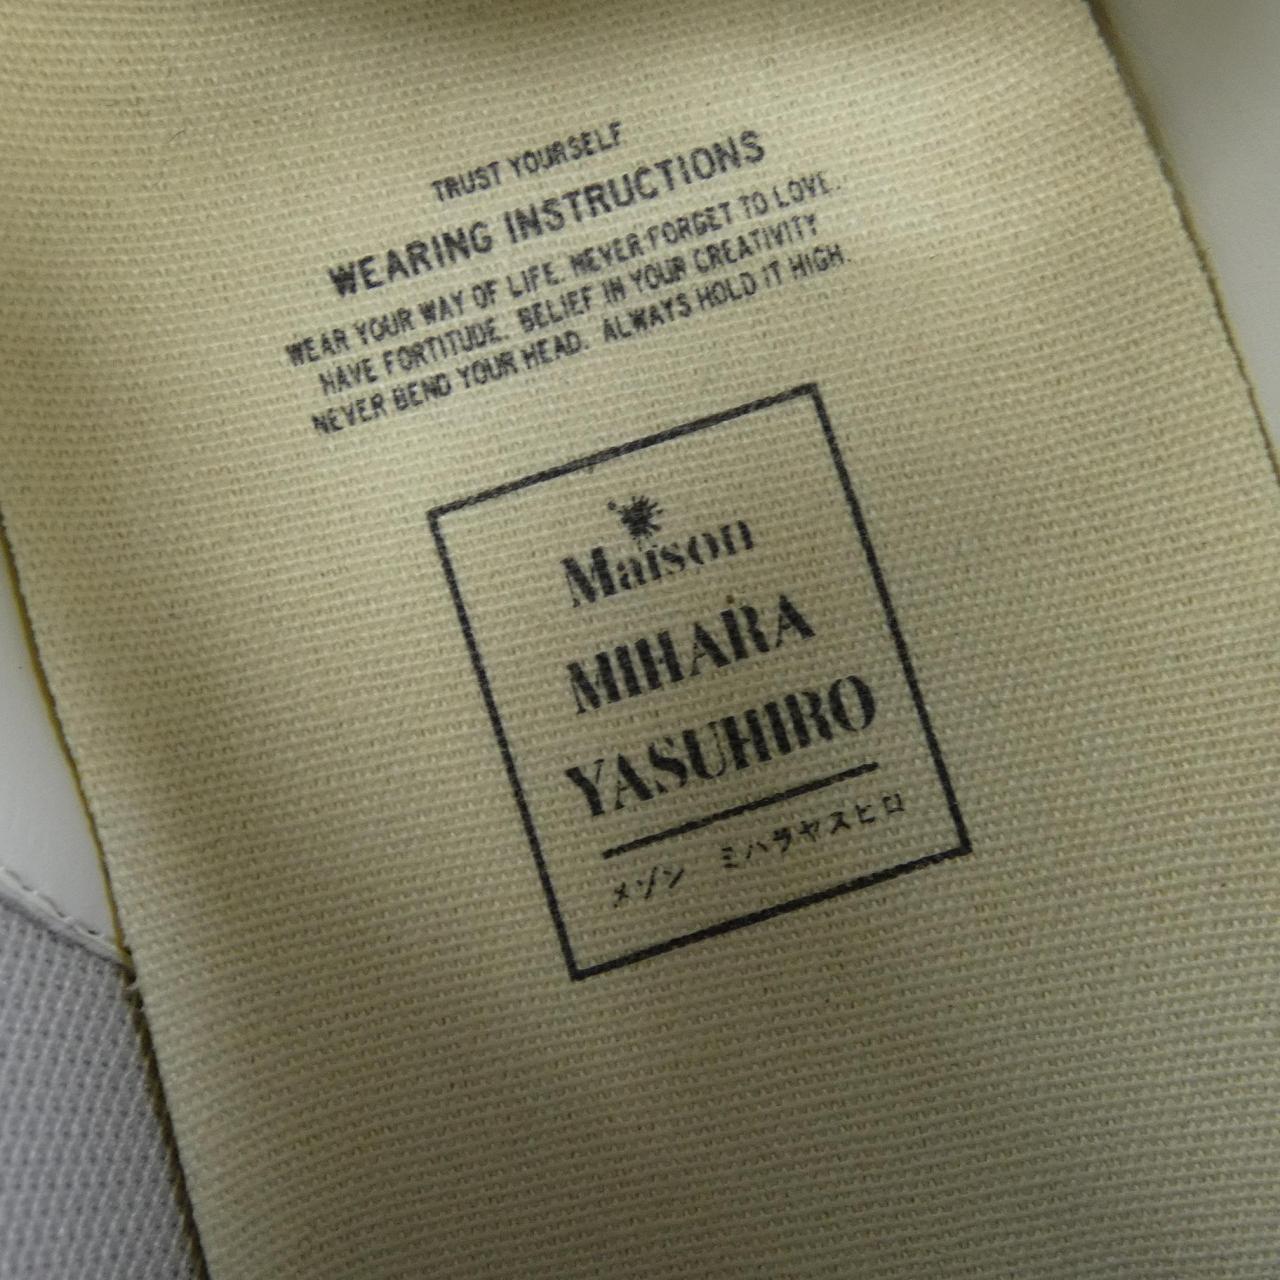 TRUST YOURSELF
WEARING INSTRUCTIONS
WEAR YOUR WAY OF LIFE. NEVER FORGET TO LOVE.
HAVE FORTITUDE. BELIEF IN YOUR CREATIVITY
NEVER BEND YOUR HEAD. ALWAYS HOLD IT HIGH.
Maison
MIHARA
YASUHIRO
メゾン ミハラヤスヒロ